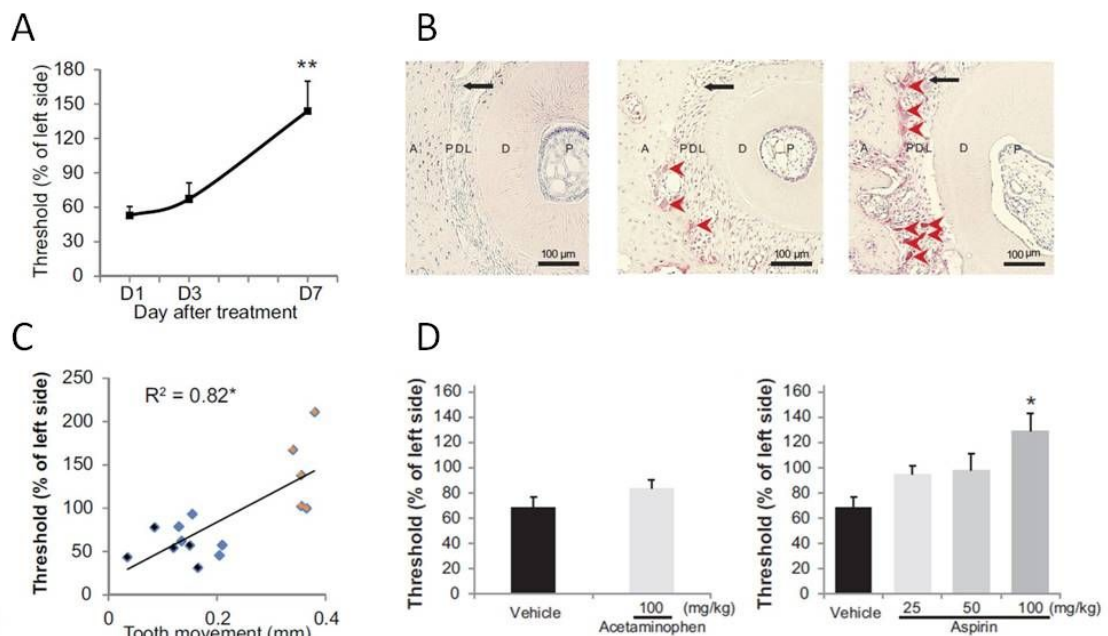 A
Threshold (% of left side)
180
150
120
90
60
30
0
**
D1
D3
D7
Day after treatment
B
A
PDL
D
P
100 µm
A
PDL
D
P
100 µm
A
PDL
D
P
100 µm
C
Threshold (% of left side)
250
200
150
100
50
0
R² = 0.82*
0
0.2
0.4
Tooth movement (mm)
D
Threshold (% of left side)
160
140
120
100
80
60
40
20
0
Vehicle
100 (mg/kg)
Acetaminophen
Threshold (% of left side)
160
140
120
100
80
60
40
20
0
*
Vehicle
25 50 100 (mg/kg)
Aspirin